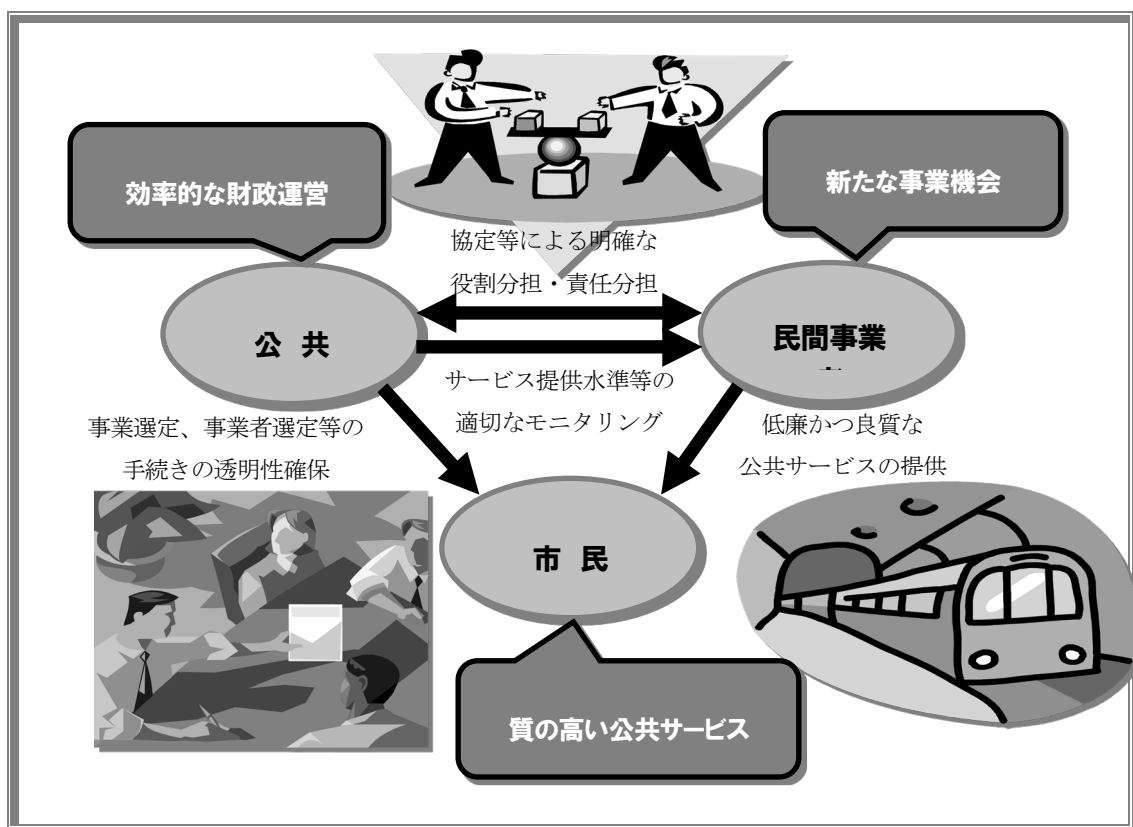 効率的な財政運営
新たな事業機会
協定等による明確な
役割分担・責任分担
公 共
民間事業
サービス提供水準等の
適切なモニタリング
事業選定、事業者選定等の
手続きの透明性確保
低廉かつ良質な
公共サービスの提供
市 民
質の高い公共サービス